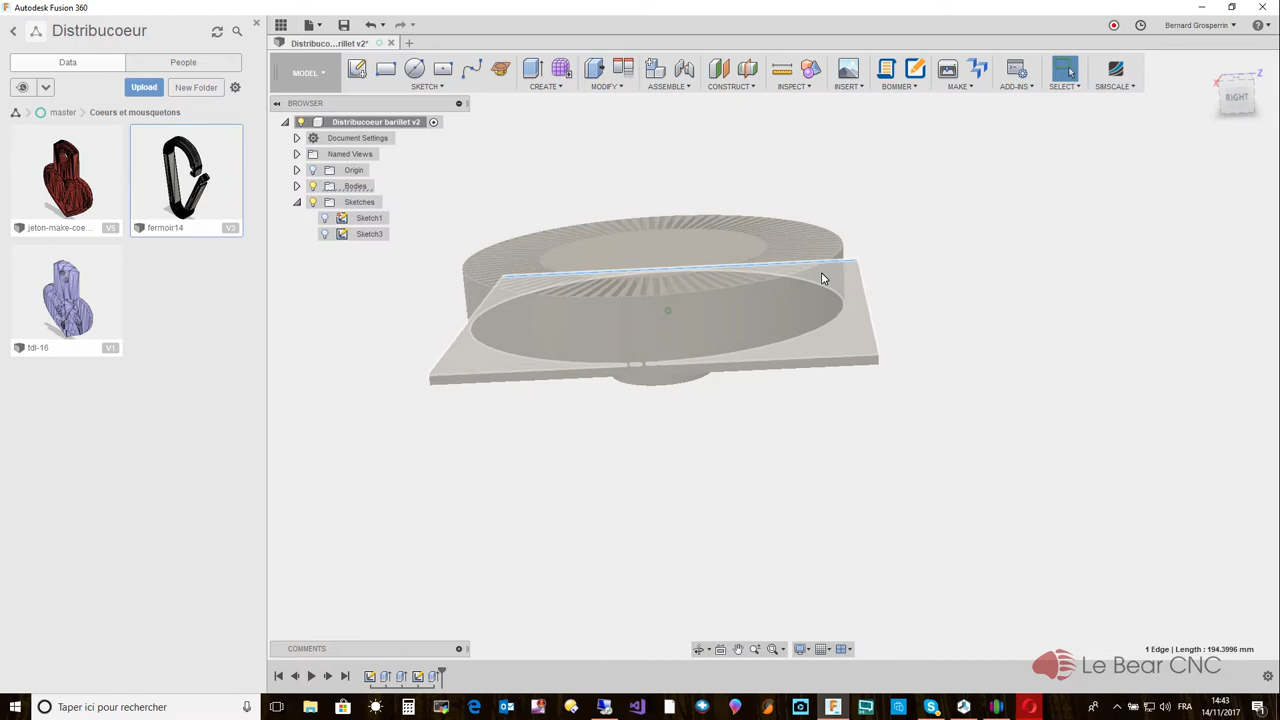 Autodesk Fusion 360
Distribucoeur
Bernard Grosperrin
Data
People
Distribuco...rillet v2*
MODEL
SKETCH
CREATE
MODIFY
ASSEMBLE
CONSTRUCT
INSPECT
INSERT
BOMMER
MAKE
ADD-INS
SELECT
SIMSCALE
Upload
New Folder
Z
X
RIGHT
master
Coeurs et mousquetons
BROWSER
Distribucoeur barillet v2
Document Settings
Named Views
Origin
Bodies
Sketches
Sketch1
Sketch3
jeton-make-coe...
V5
fermoir14
V3
tdl-16
V1
COMMENTS
1 Edge | Length : 194.3996 mm
Le Bear CNC
Taper ici pour rechercher
FRA
14:43
14/11/2017